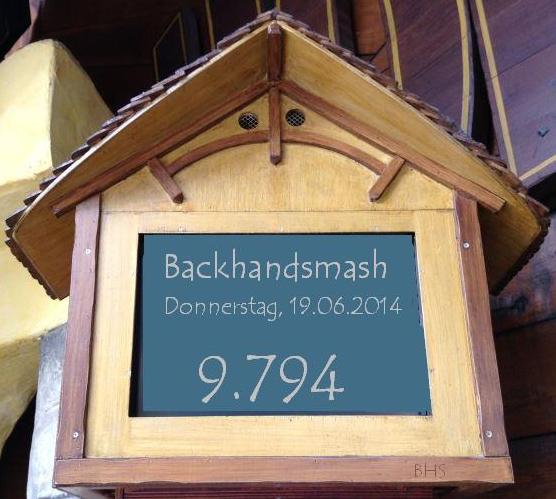 Backhandsmash
Donnerstag, 19.06.2014
9.794
BHS